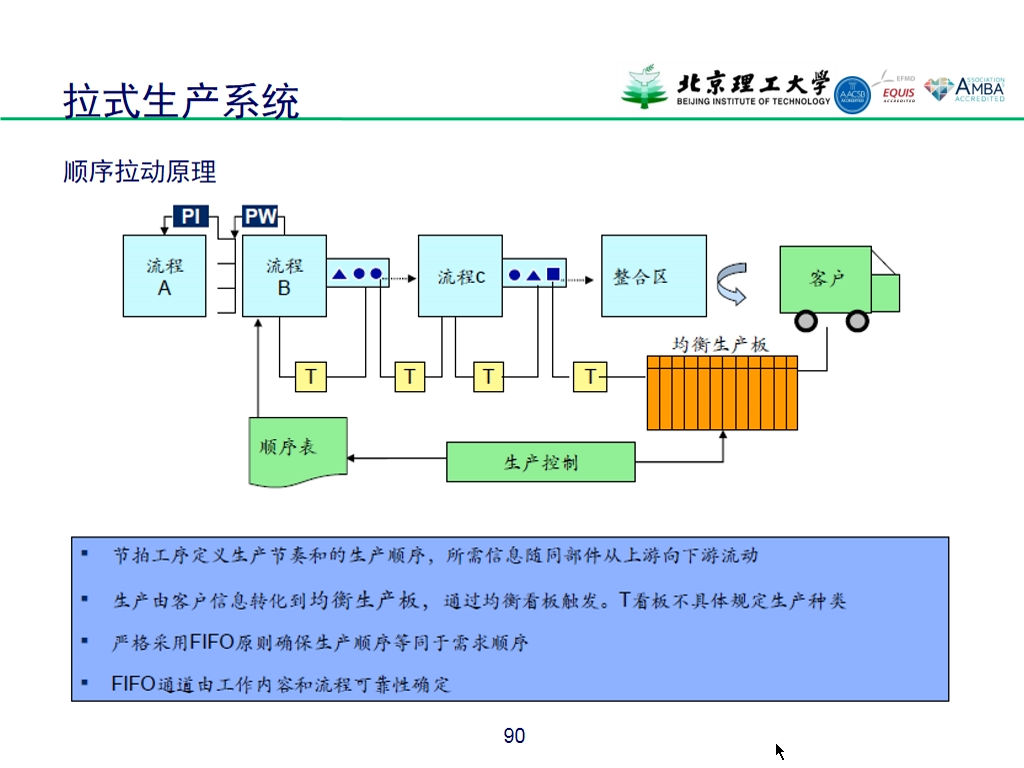 拉式生产系统
北京理工大学
BEIJING INSTITUTE OF TECHNOLOGY
AACSB
ACCREDITED
EFMD
EQUIS
ACCREDITED
ASSOCIATION
AMBA
ACCREDITED
顺序拉动原理
PI
PW
流程
A
流程
B
流程c
整合区
客户
均衡生产板
T
T
T
T
顺序表
生产控制
节拍工序定义生产节奏和的生产顺序，所需信息随同部件从上游向下游流动
生产由客户信息转化到均衡生产板，通过均衡看板触发。T看板不具体规定生产种类
严格采用FIFO原则确保生产顺序等同于需求顺序
FIFO通道由工作内容和流程可靠性确定
90